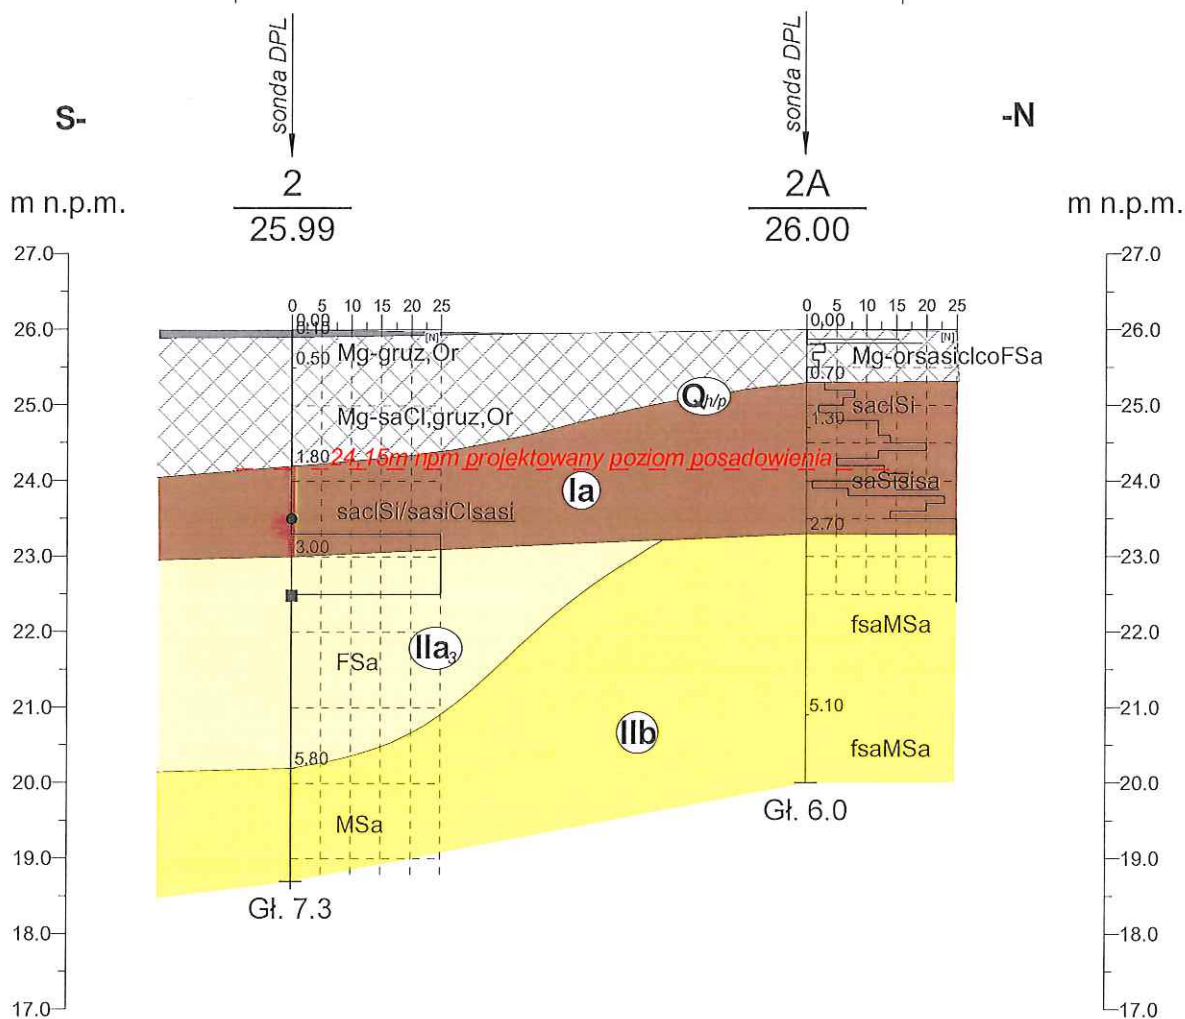 sonda DPL
sonda DPL
S-
-N
2
25.99
2A
26.00
m n.p.m.
m n.p.m.
27.0
26.0
25.0
24.0
23.0
22.0
21.0
20.0
19.0
18.0
17.0
0 5 10 15 20 25
[N]
0.00
0.10
0.50
Mg-gruz,Or
Mg-saCl,gruz,Or
1.80
saclSi/sasiClsasi
3.00
FSa
5.80
MSa
Gł. 7.3
Q h/p
24,15m npm projektowany poziom posadowienia
Ia
IIa3
IIb
0 5 10 15 20 25
[N]
0.00
Mg-orsasiclcoFSa
0.70
saclSi
1.30
saSisisa
2.70
fsaMSa
5.10
fsaMSa
Gł. 6.0
27.0
26.0
25.0
24.0
23.0
22.0
21.0
20.0
19.0
18.0
17.0